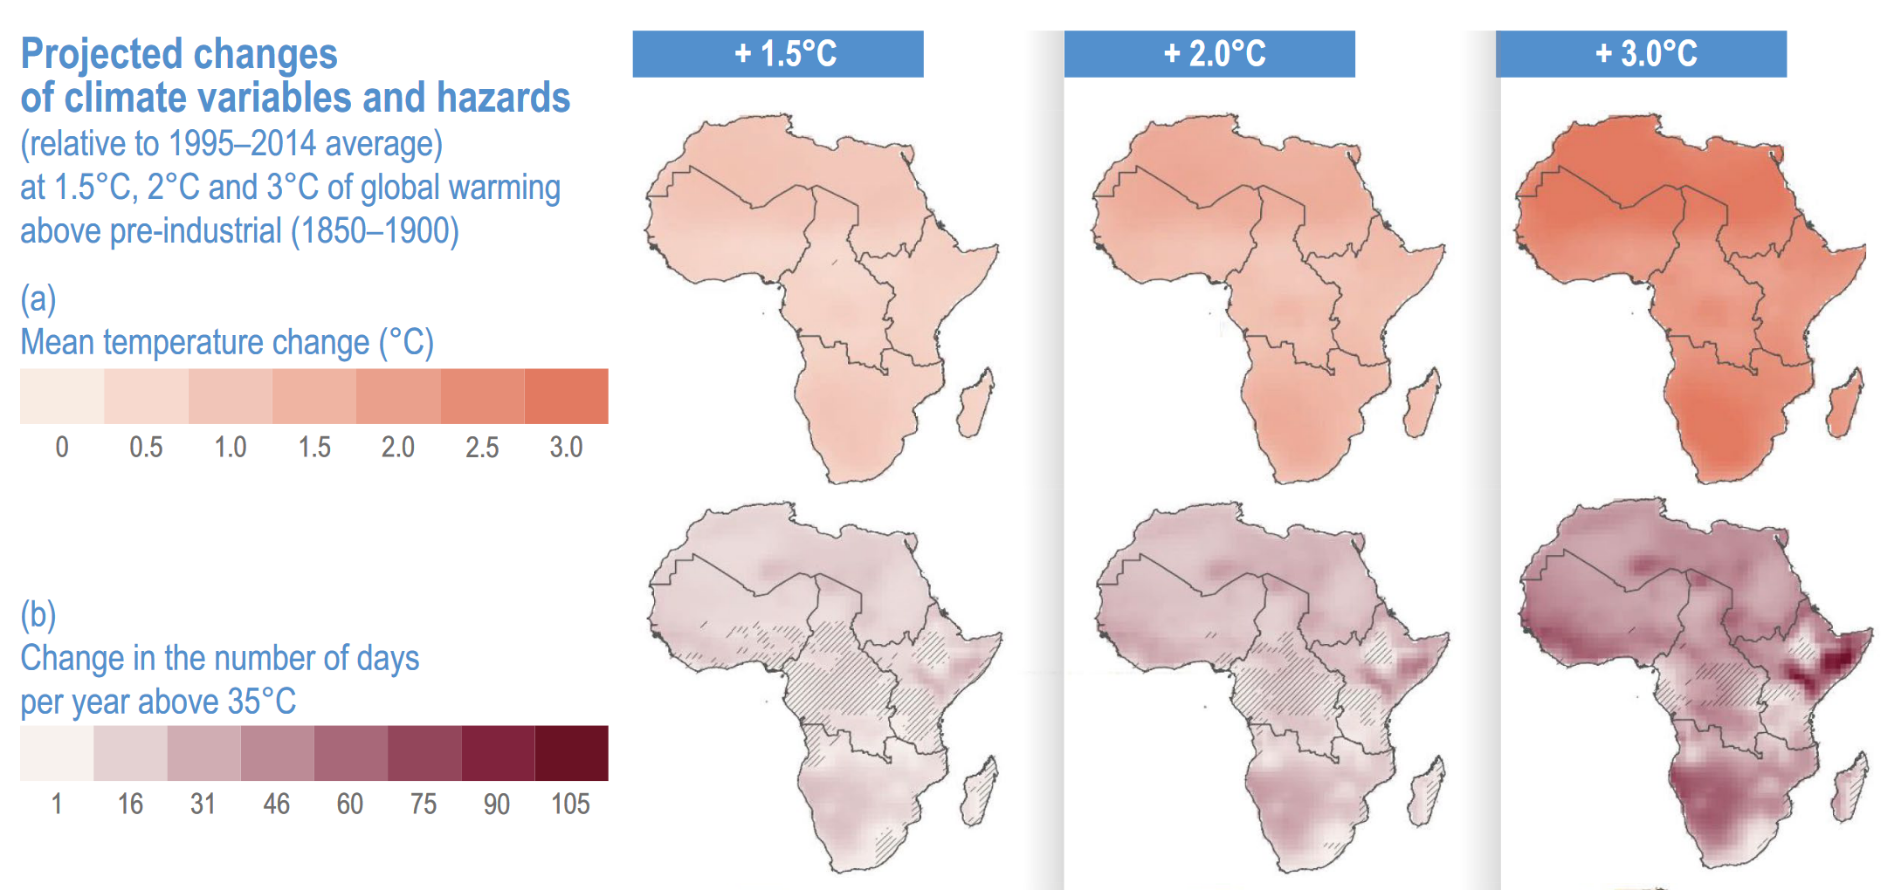 Projected changes
of climate variables and hazards
(relative to 1995–2014 average)
at 1.5°C, 2°C and 3°C of global warming
above pre-industrial (1850–1900)
+ 1.5°C
+ 2.0°C
+ 3.0°C
(a)
Mean temperature change (°C)
0 0.5 1.0 1.5 2.0 2.5 3.0
(b)
Change in the number of days
per year above 35°C
1 16 31 46 60 75 90 105